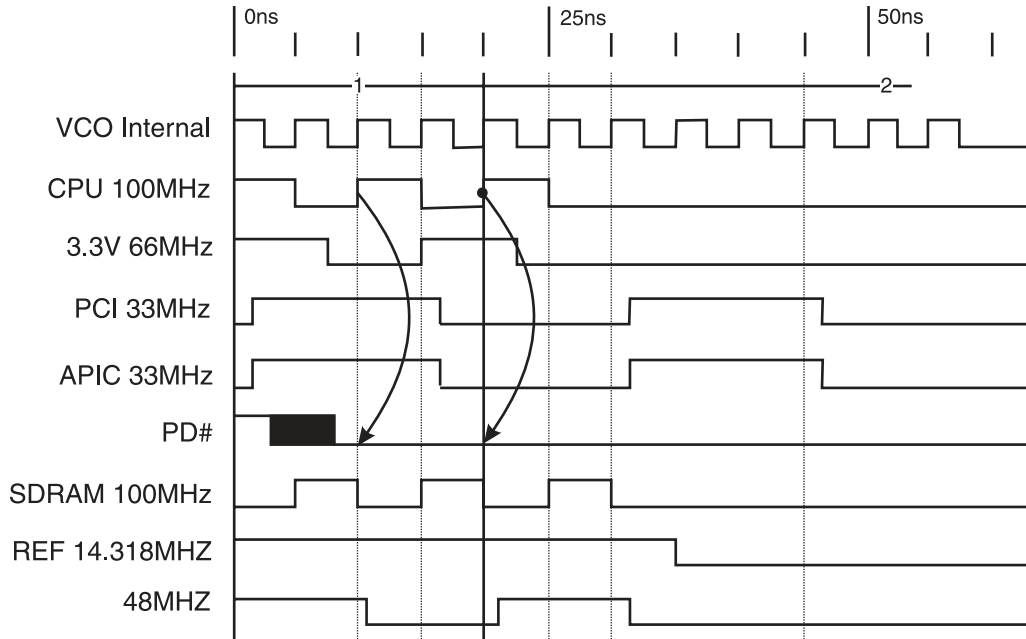 0ns 25ns 50ns
1 2
VCO Internal
CPU 100MHz
3.3V 66MHz
PCI 33MHz
APIC 33MHz
PD#
SDRAM 100MHz
REF 14.318MHZ
48MHZ